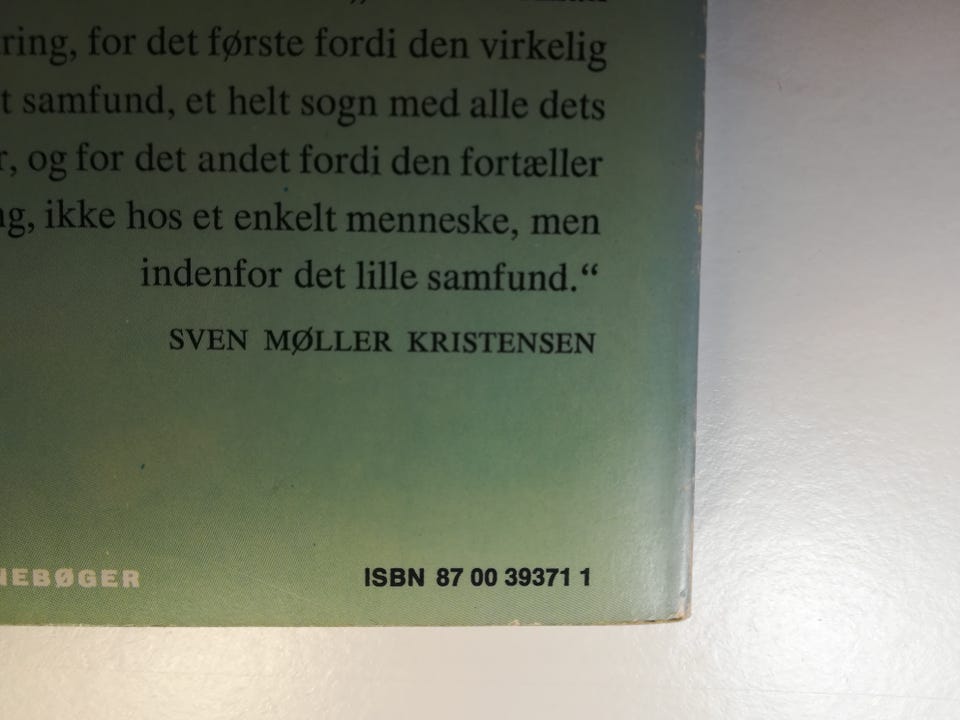 ring, for det første fordi den virkelig
t samfund, et helt sogn med alle dets
r, og for det andet fordi den fortæller
ng, ikke hos et enkelt menneske, men
indenfor det lille samfund.“
SVEN MØLLER KRISTENSEN
NEBØGER
ISBN 87 00 39371 1